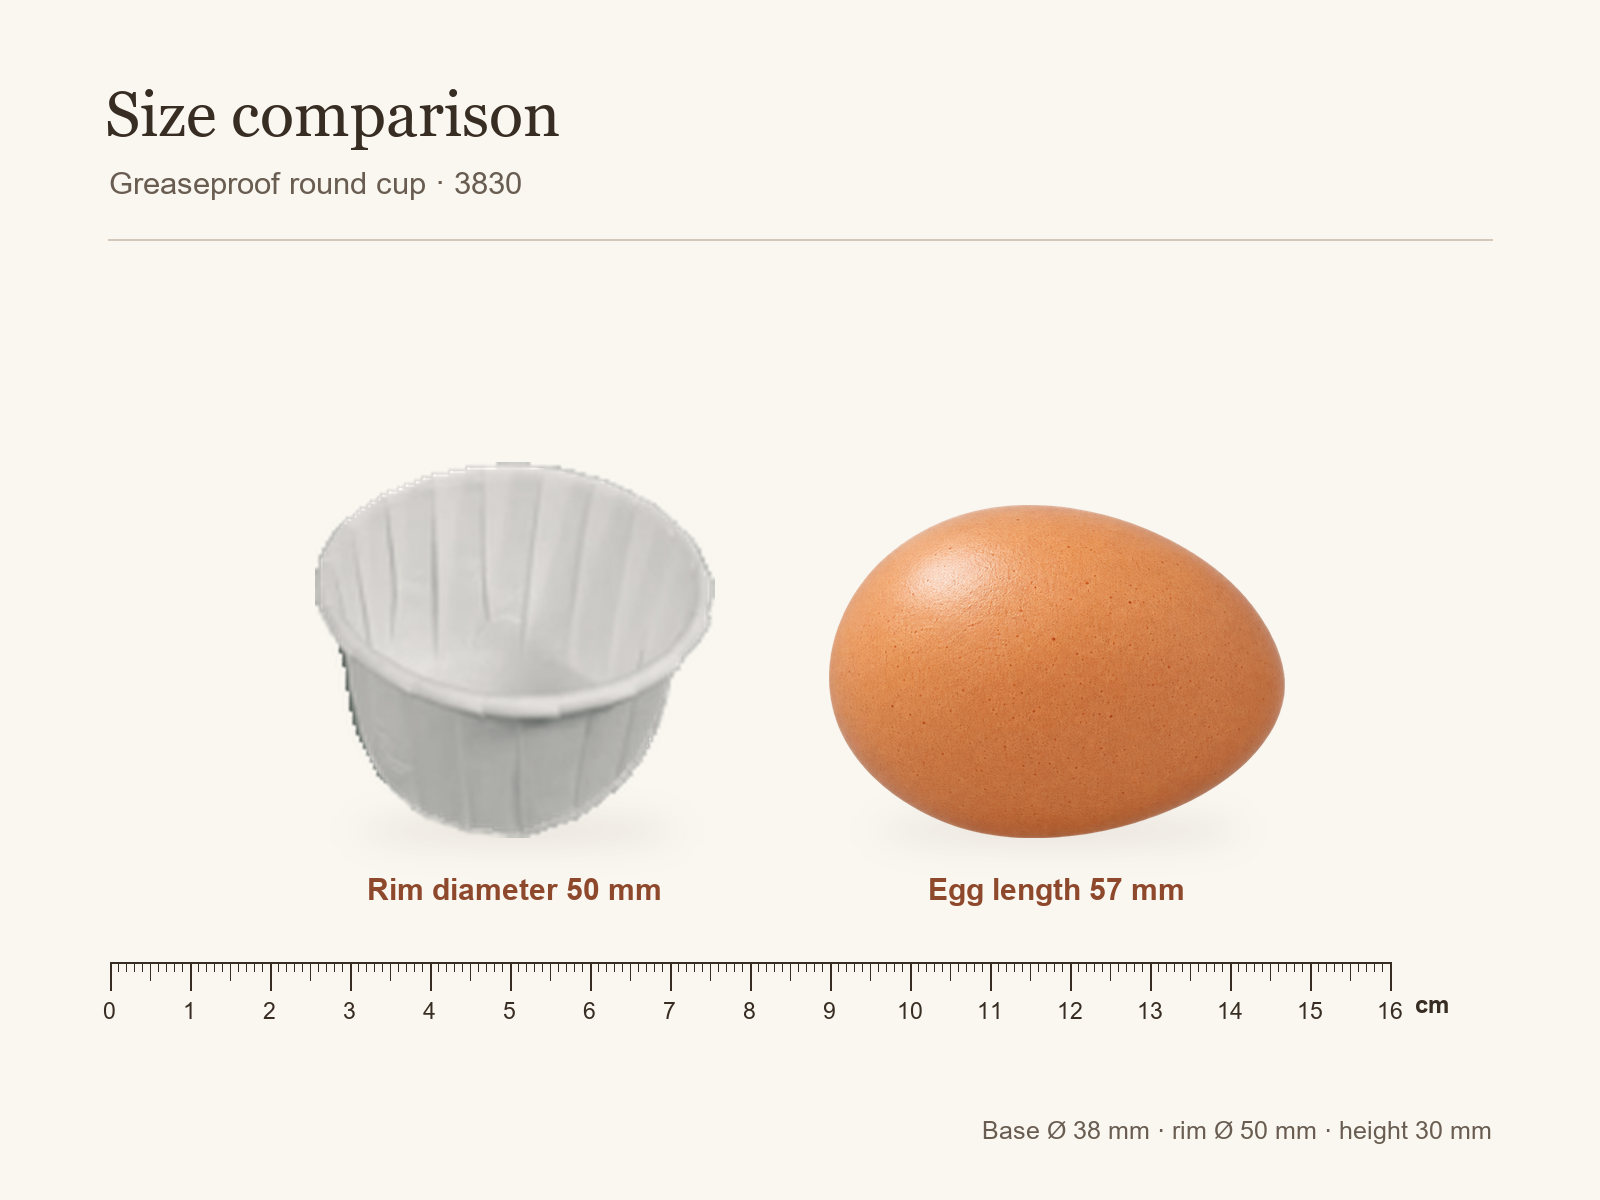 Size comparison
Greaseproof round cup · 3830
Rim diameter 50 mm
Egg length 57 mm
0 1 2 3 4 5 6 7 8 9 10 11 12 13 14 15 16 cm
Base Ø 38 mm · rim Ø 50 mm · height 30 mm